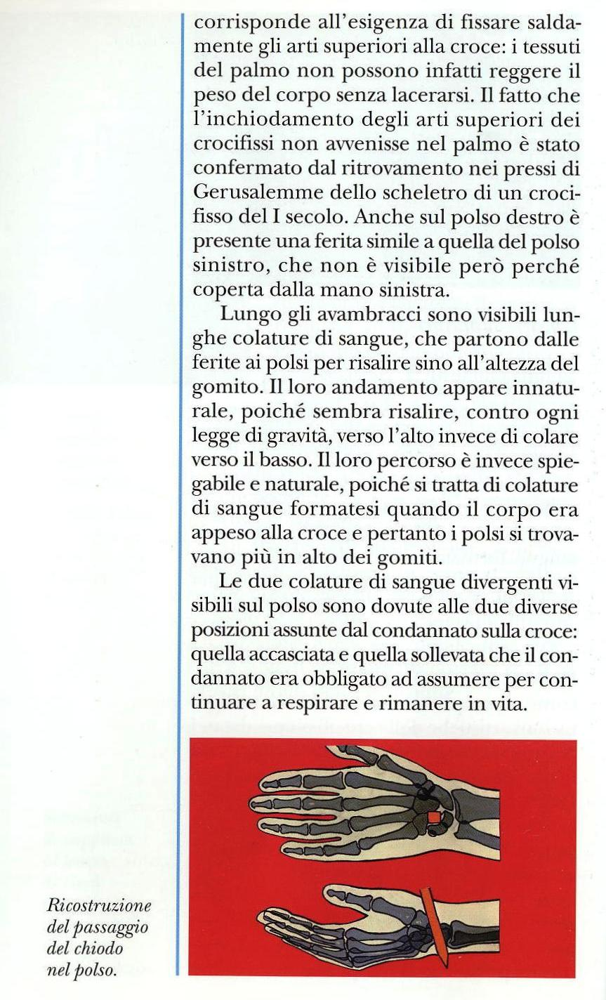 corrisponde all'esigenza di fissare salda-
mente gli arti superiori alla croce: i tessuti
del palmo non possono infatti reggere il
peso del corpo senza lacerarsi. Il fatto che
l'inchiodamento degli arti superiori dei
crocifissi non avvenisse nel palmo è stato
confermato dal ritrovamento nei pressi di
Gerusalemme dello scheletro di un croci-
fisso del I secolo. Anche sul polso destro è
presente una ferita simile a quella del polso
sinistro, che non è visibile però perché
coperta dalla mano sinistra.
Lungo gli avambracci sono visibili lun-
ghe colature di sangue, che partono dalle
ferite ai polsi per risalire sino all'altezza del
gomito. Il loro andamento appare innatu-
rale, poiché sembra risalire, contro ogni
legge di gravità, verso l'alto invece di colare
verso il basso. Il loro percorso è invece spie-
gabile e naturale, poiché si tratta di colature
di sangue formatesi quando il corpo era
appeso alla croce e pertanto i polsi si trova-
vano più in alto dei gomiti.
Le due colature di sangue divergenti vi-
sibili sul polso sono dovute alle due diverse
posizioni assunte dal condannato sulla croce:
quella accasciata e quella sollevata che il con-
dannato era obbligato ad assumere per con-
tinuare a respirare e rimanere in vita.
Ricostruzione
del passaggio
del chiodo
nel polso.